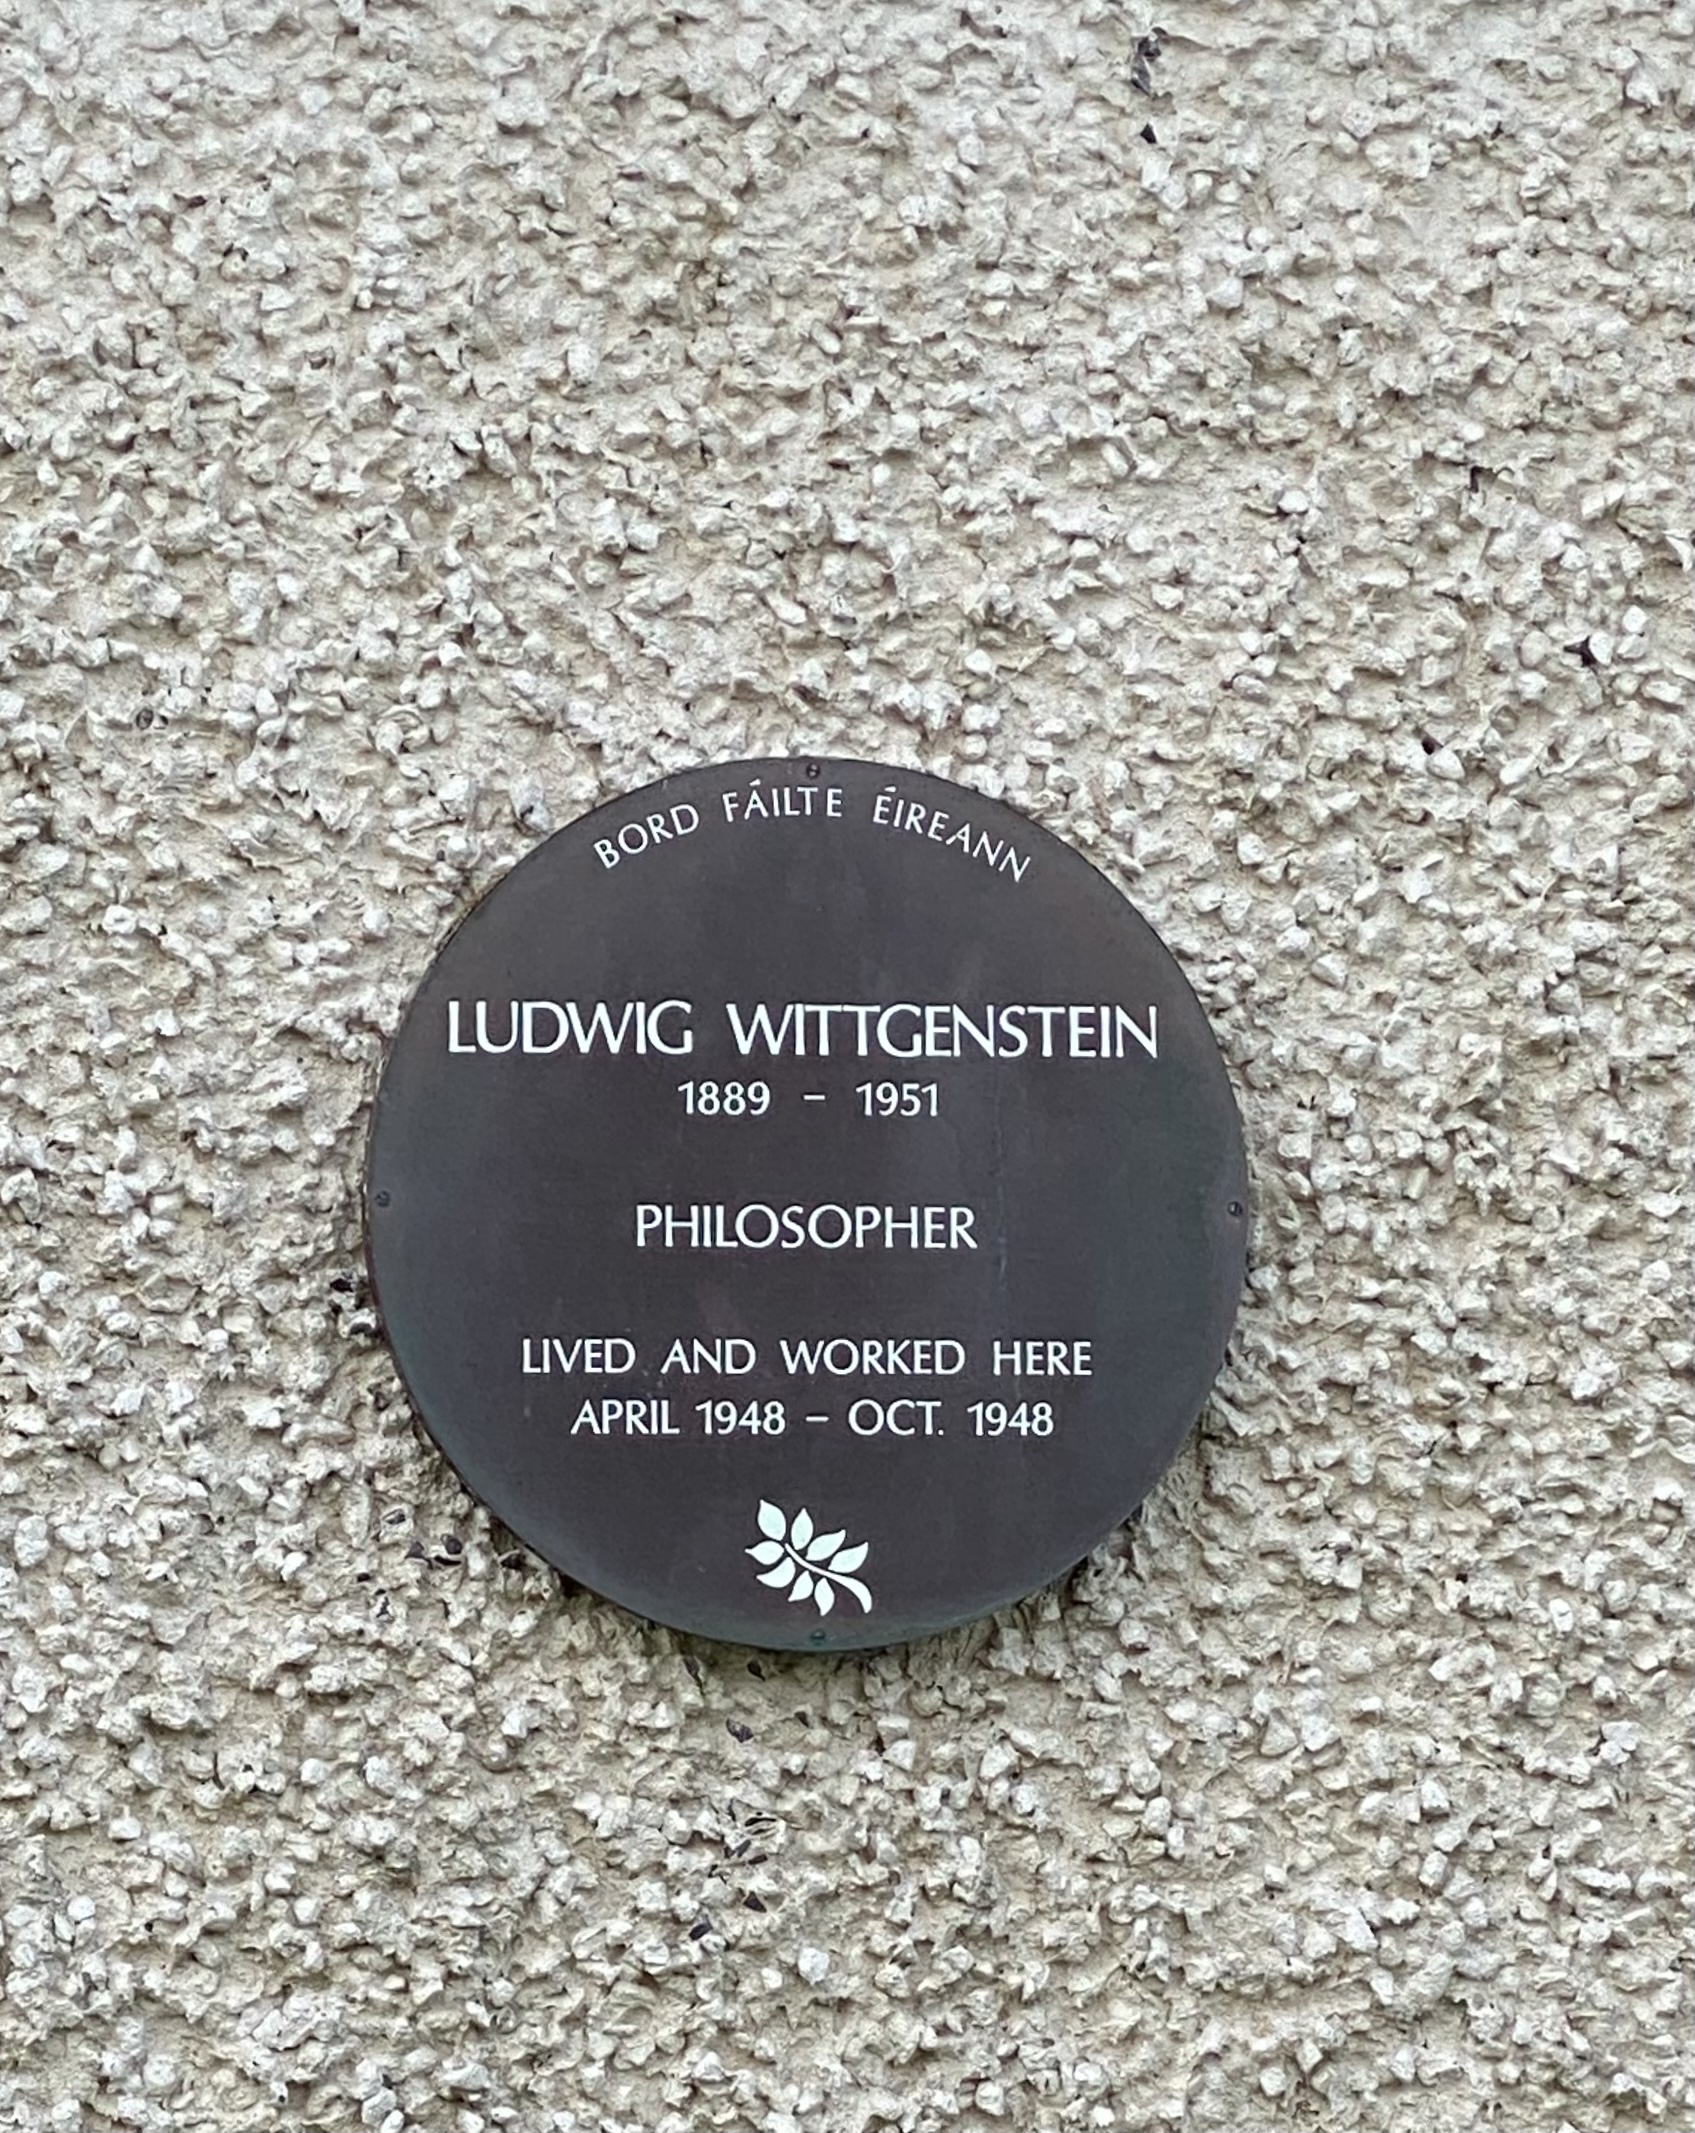 BORD FÁILTE ÉIREANN
LUDWIG WITTGENSTEIN
1889 – 1951
PHILOSOPHER
LIVED AND WORKED HERE
APRIL 1948 – OCT. 1948